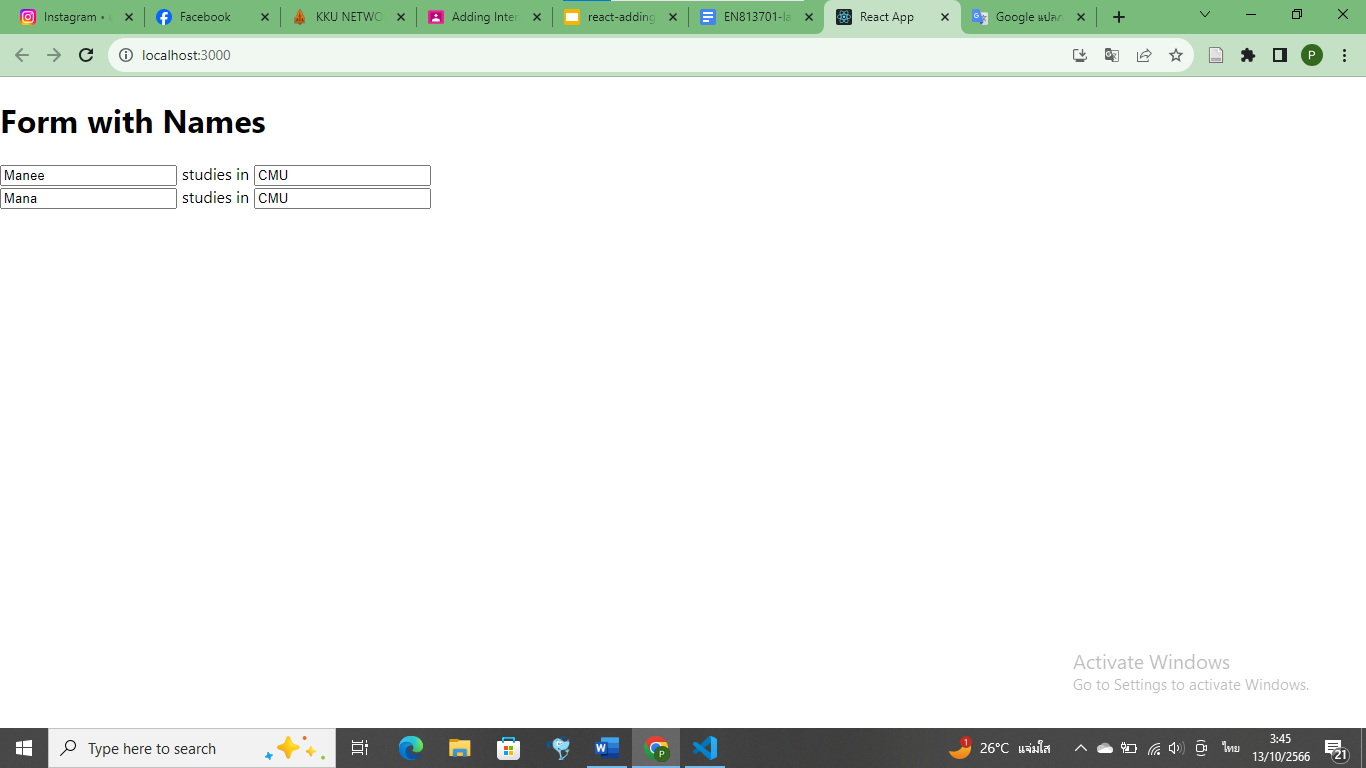 Instagram •
Facebook
KKU NETWO
Adding Inter
react-adding
EN813701-la
React App
Google แปลภ
localhost:3000
P
Form with Names
Manee studies in CMU
Mana studies in CMU
Activate Windows
Go to Settings to activate Windows.
Type here to search
W
P
1
26°C แจ่มใส
ไทย
3:45
13/10/2566
21